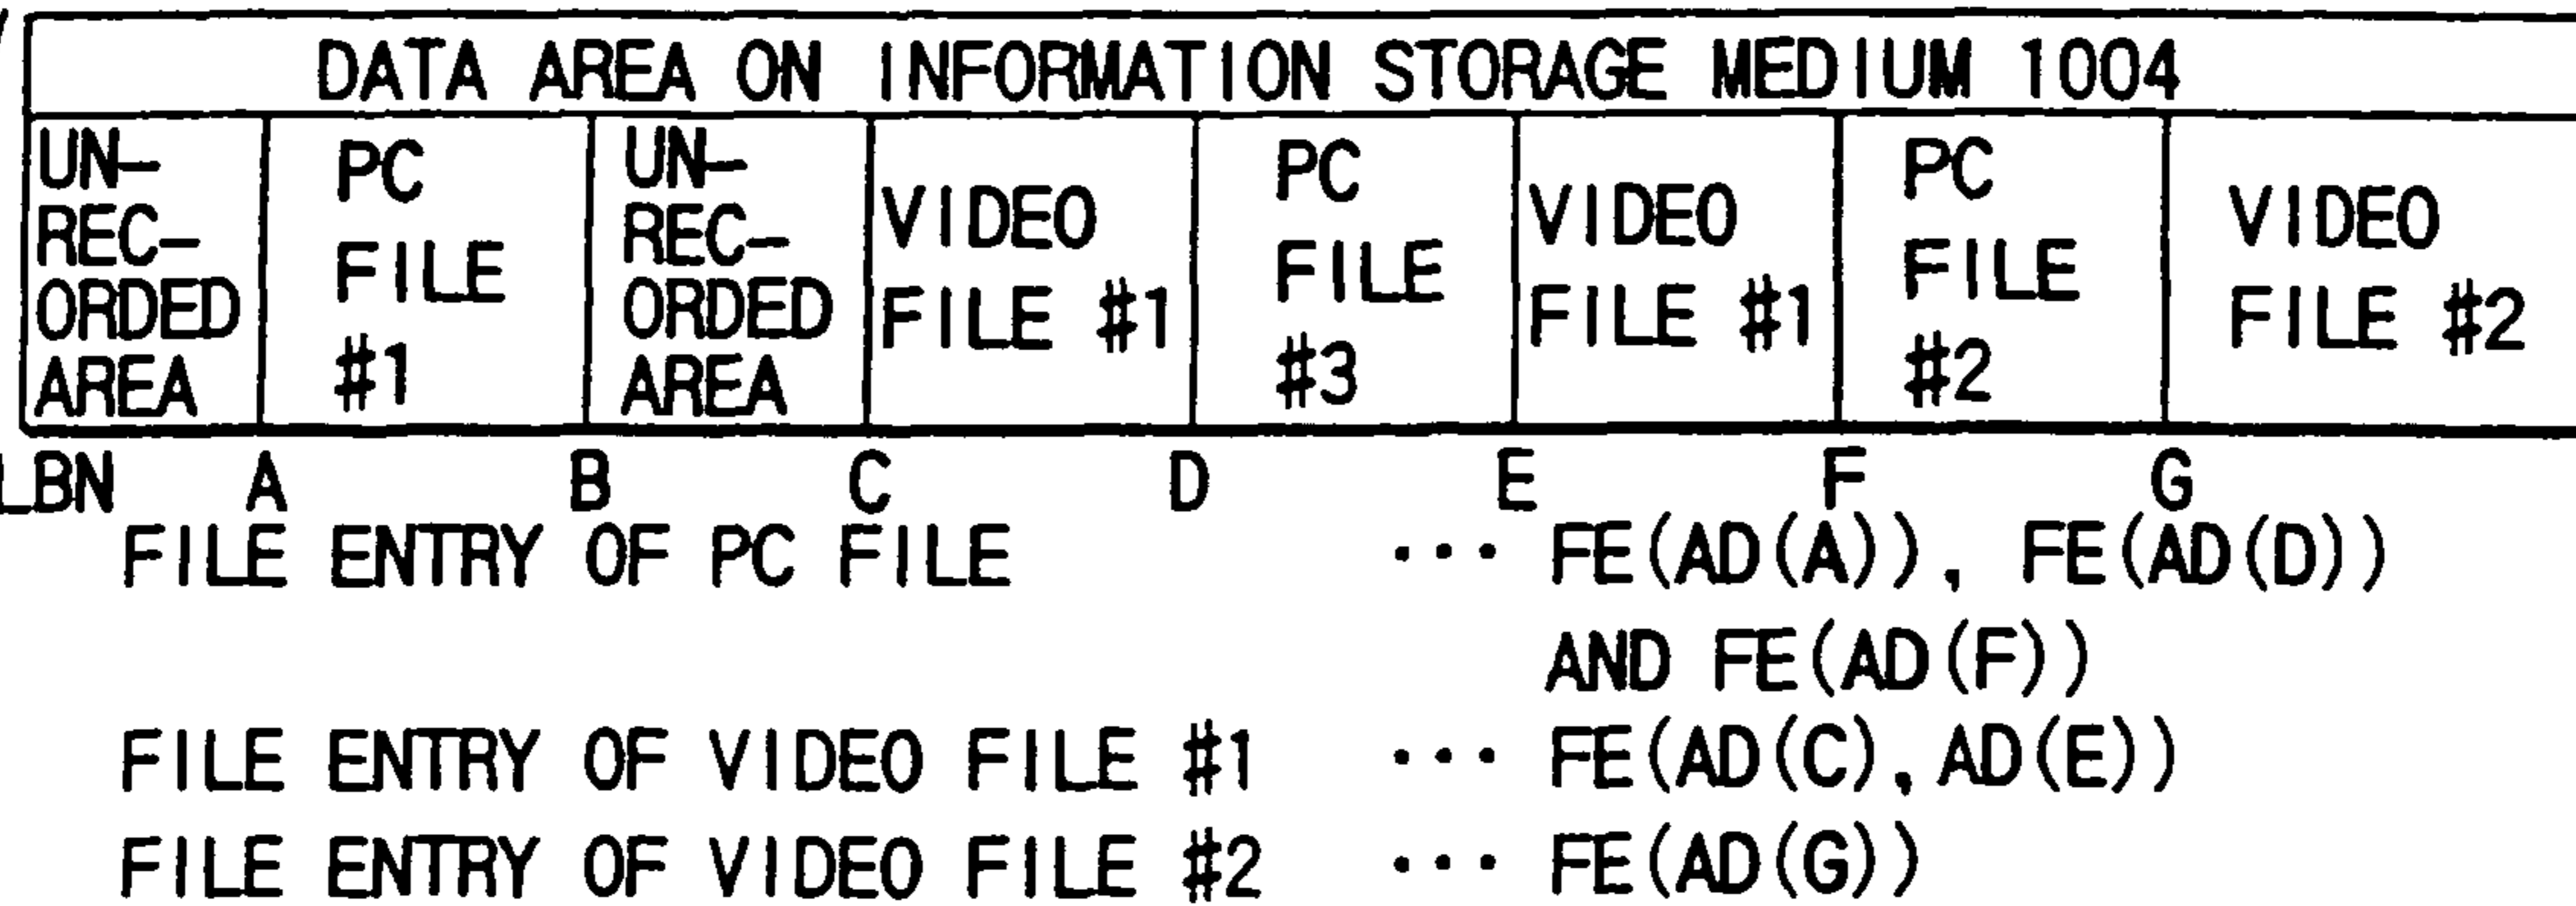 DATA AREA ON INFORMATION STORAGE MEDIUM 1004
UN-
REC-
ORDED
AREA
PC
FILE
#1
UN-
REC-
ORDED
AREA
VIDEO
FILE #1
PC
FILE
#3
VIDEO
FILE #1
PC
FILE
#2
VIDEO
FILE #2
LBN A B C D E F G
FILE ENTRY OF PC FILE ··· FE(AD(A)), FE(AD(D))
AND FE(AD(F))
FILE ENTRY OF VIDEO FILE #1 ··· FE(AD(C), AD(E))
FILE ENTRY OF VIDEO FILE #2 ··· FE(AD(G))